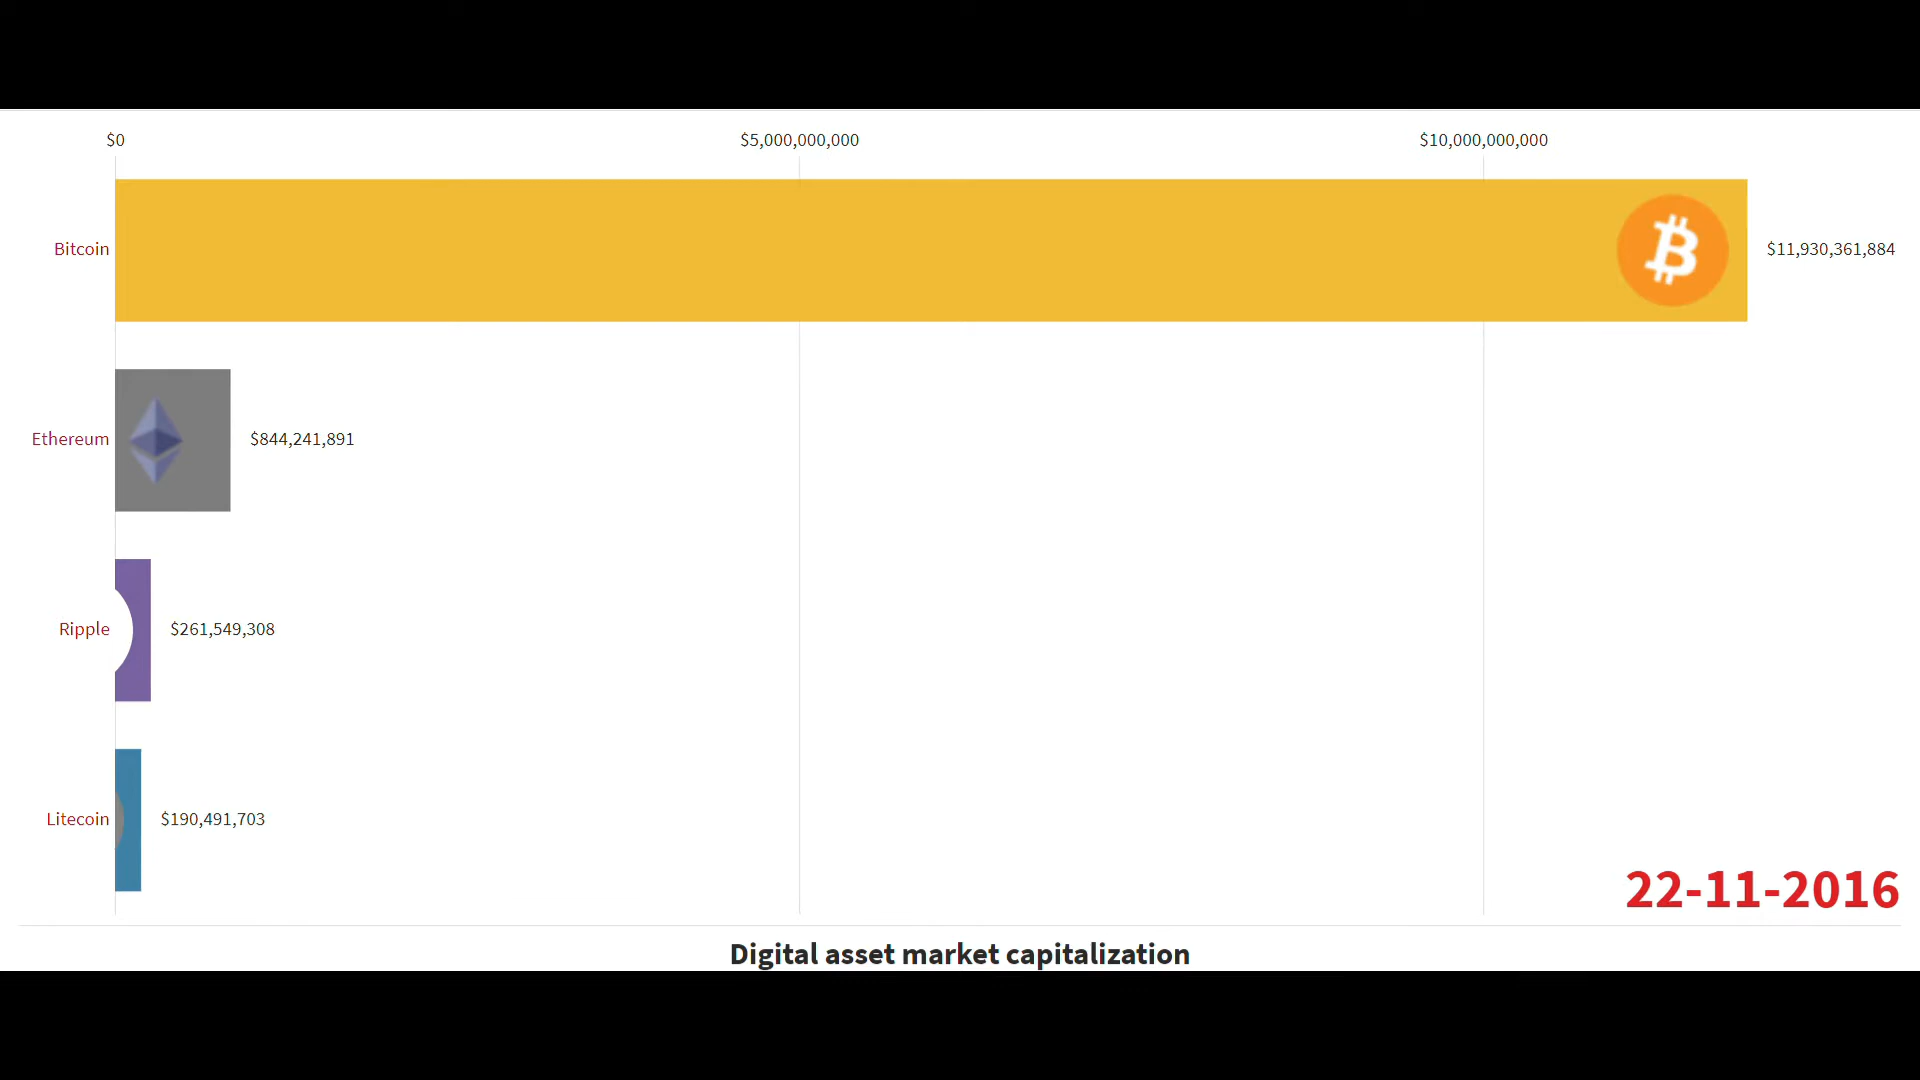 $0 $5,000,000,000 $10,000,000,000
Bitcoin $11,930,361,884
Ethereum $844,241,891
Ripple $261,549,308
Litecoin $190,491,703
22-11-2016
Digital asset market capitalization